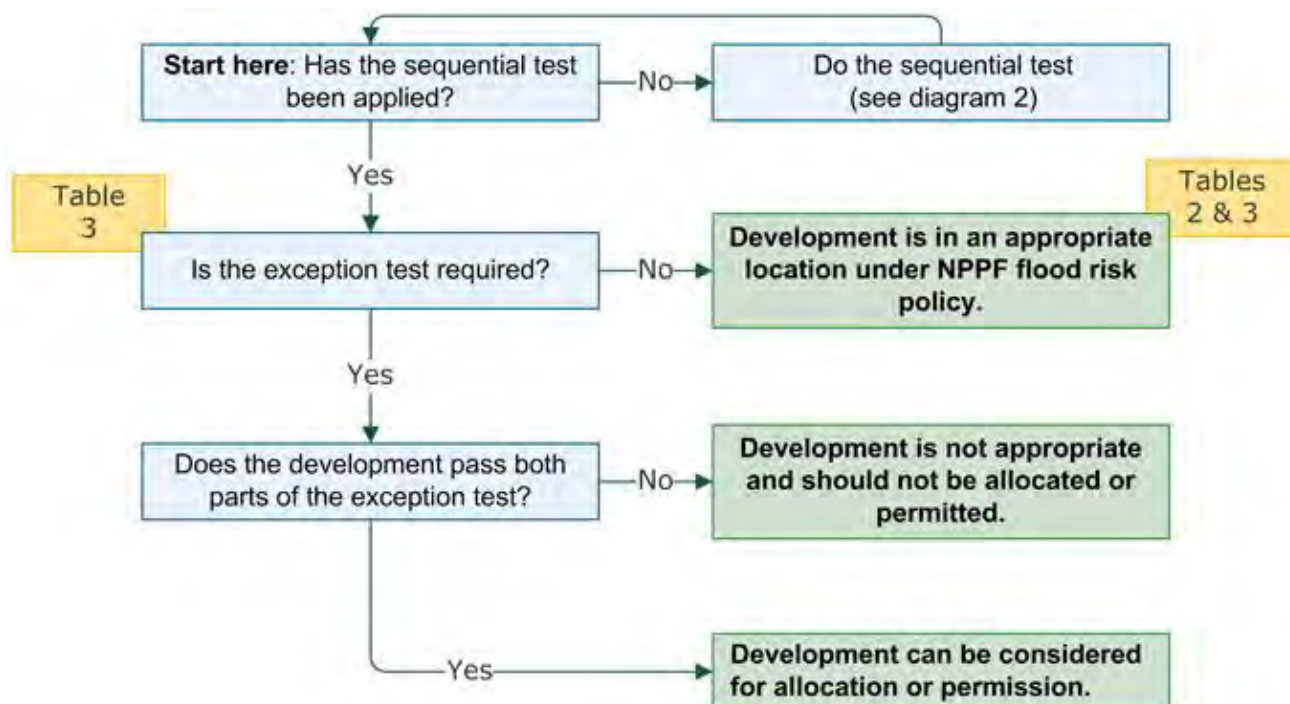 Start here: Has the sequential test
been applied?
No
Do the sequential test
(see diagram 2)
Yes
Table
3
Tables
2 & 3
Is the exception test required?
No
Development is in an appropriate
location under NPPF flood risk
policy.
Yes
Does the development pass both
parts of the exception test?
No
Development is not appropriate
and should not be allocated or
permitted.
Yes
Development can be considered
for allocation or permission.